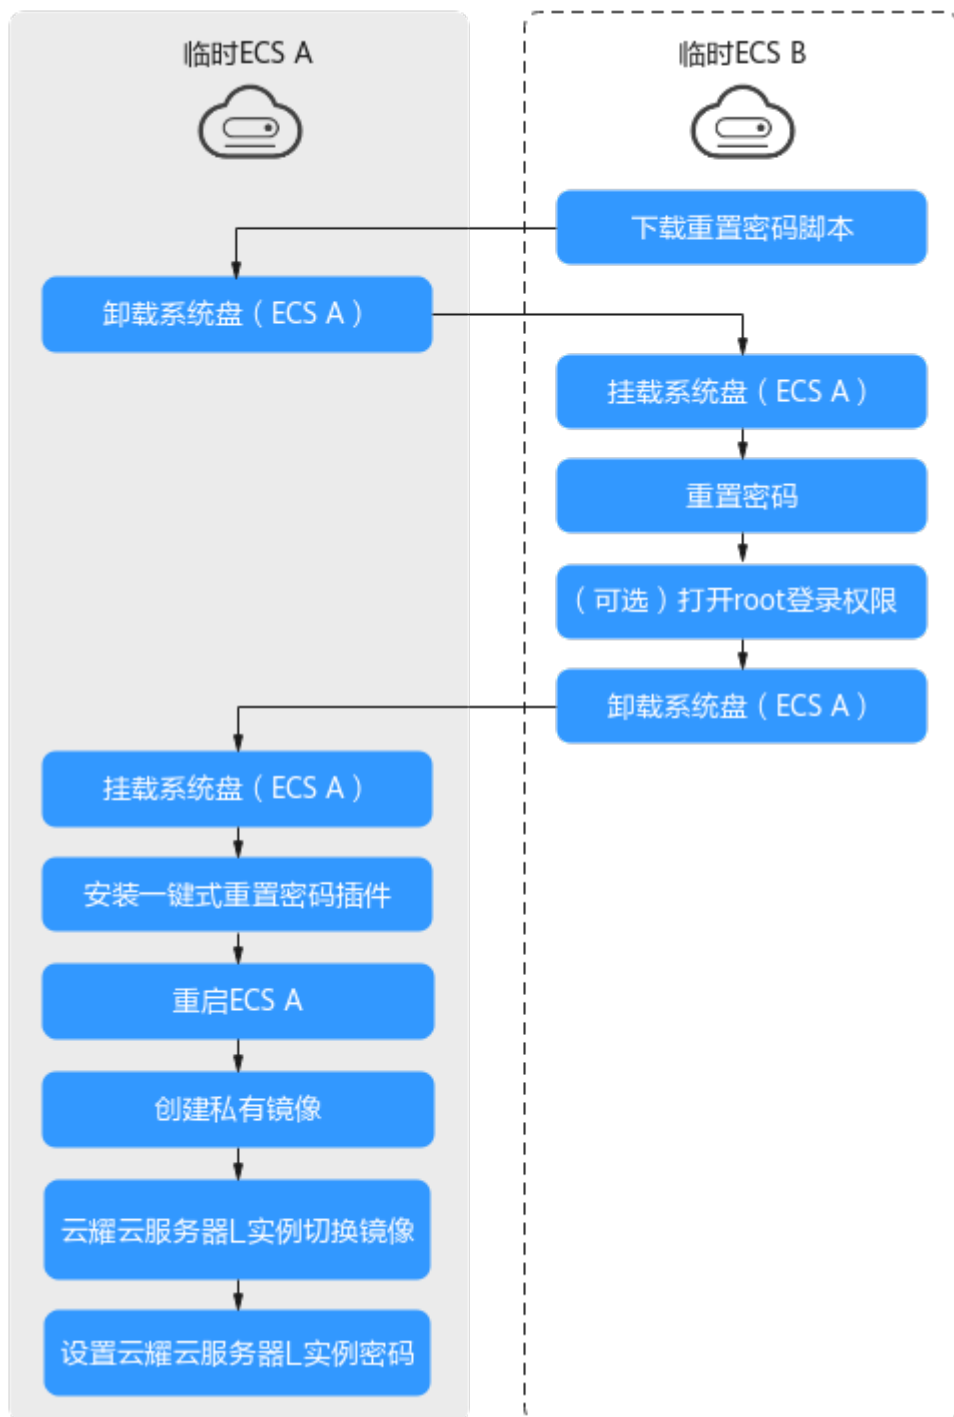 临时ECS A
临时ECS B
下载重置密码脚本
卸载系统盘（ECS A）
挂载系统盘（ECS A）
重置密码
（可选）打开root登录权限
卸载系统盘（ECS A）
挂载系统盘（ECS A）
安装一键式重置密码插件
重启ECS A
创建私有镜像
云耀云服务器L实例切换镜像
设置云耀云服务器L实例密码